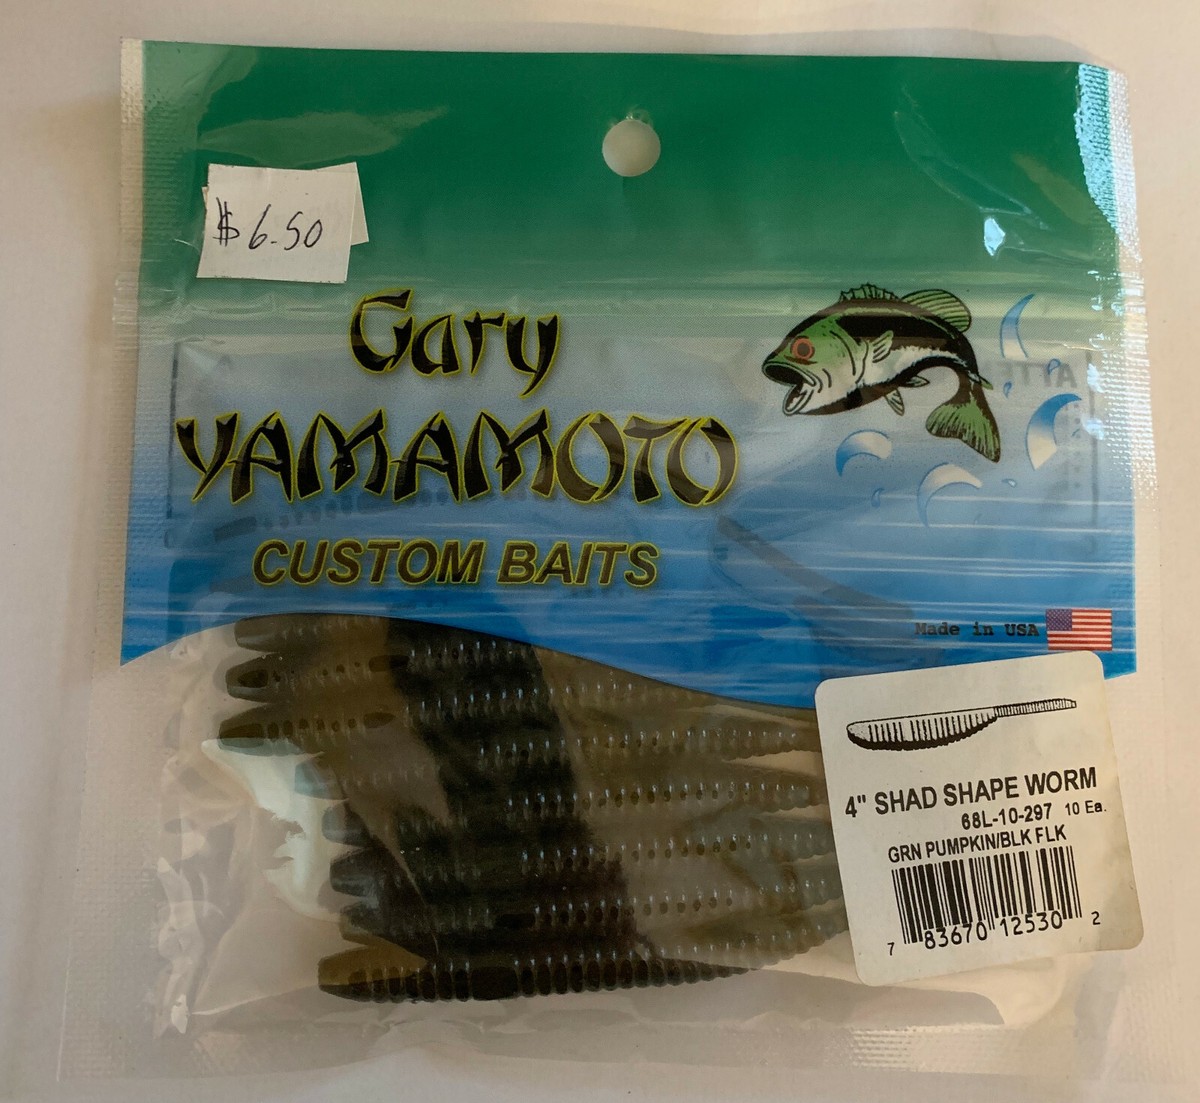 $6.50
Gary
YAMAMOTO
CUSTOM BAITS
Made in USA
4" SHAD SHAPE WORM
68L-10-297 10 Ea.
GRN PUMPKIN/BLK FLK
7 83670 12530 2